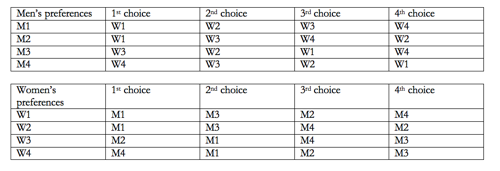 Men's preferences 1st choice 2nd choice 3rd choice 4th choice
M1 W1 W2 W3 W4
M2 W1 W3 W4 W2
M3 W3 W2 W1 W4
M4 W4 W3 W2 W1
Women's preferences 1st choice 2nd choice 3rd choice 4th choice
W1 M1 M3 M2 M4
W2 M1 M3 M4 M2
W3 M2 M1 M4 M3
W4 M4 M1 M2 M3